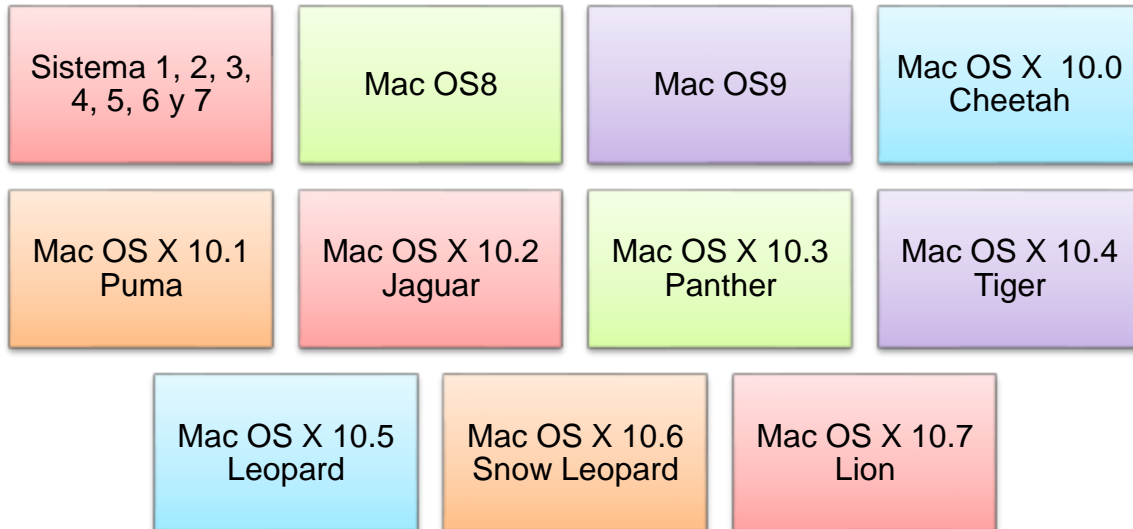 Sistema 1, 2, 3,
4, 5, 6 y 7
Mac OS8
Mac OS9
Mac OS X  10.0
Cheetah
Mac OS X 10.1
Puma
Mac OS X 10.2
Jaguar
Mac OS X 10.3
Panther
Mac OS X 10.4
Tiger
Mac OS X 10.5
Leopard
Mac OS X 10.6
Snow Leopard
Mac OS X 10.7
Lion